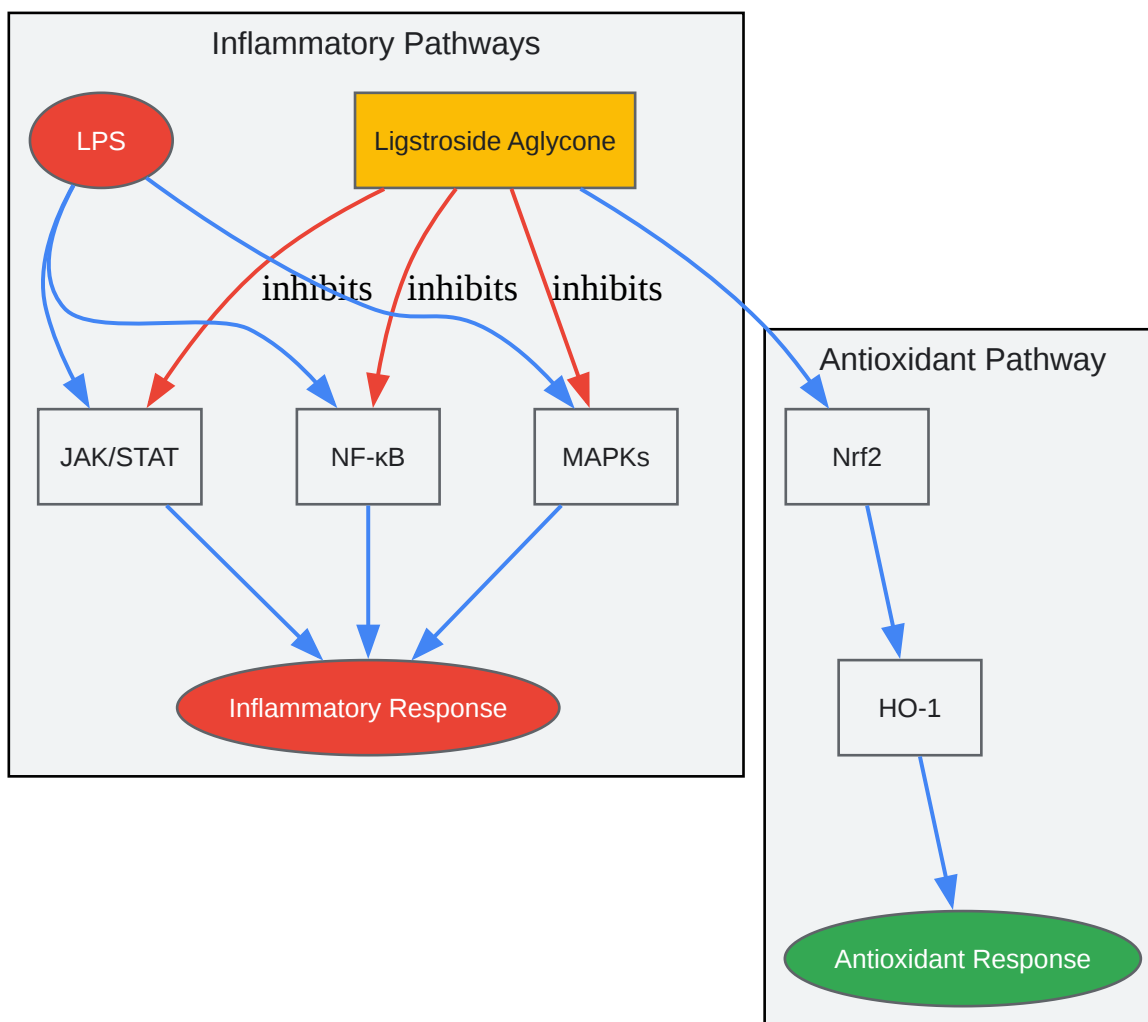 Inflammatory Pathways
LPS
Ligstroside Aglycone
inhibits
inhibits
inhibits
Antioxidant Pathway
JAK/STAT
NF-κB
MAPKs
Nrf2
Inflammatory Response
HO-1
Antioxidant Response